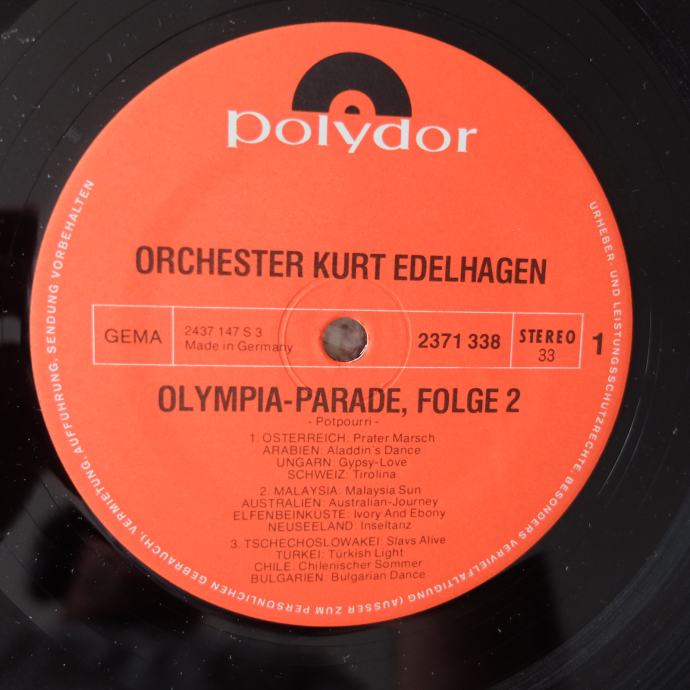 polydor
ORCHESTER KURT EDELHAGEN
GEMA
2437 147 S 3
Made in Germany
2371 338
STEREO
33
1
OLYMPIA-PARADE, FOLGE 2
- Potpourri -
1. ÖSTERREICH: Prater Marsch
ARABIEN: Aladdin's Dance
UNGARN: Gypsy-Love
SCHWEIZ: Tirolina
2. MALAYSIA: Malaysia Sun
AUSTRALIEN: Australian-Journey
ELFENBEINKÜSTE: Ivory And Ebony
NEUSEELAND: Inseltanz
3. TSCHECHOSLOWAKEI: Slavs Alive
TÜRKEI: Türkish Light
CHILE: Chilenischer Sommer
BULGARIEN: Bulgarian Dance
URHEBER- UND LEISTUNGSSCHUTZRECHTE, BESONDERS VERVIELFÄLTIGUNG (AUSSER ZUM PERSÖNLICHEN GEBRAUCH), VERMIETUNG, AUFFÜHRUNG, SENDUNG VORBEHALTEN